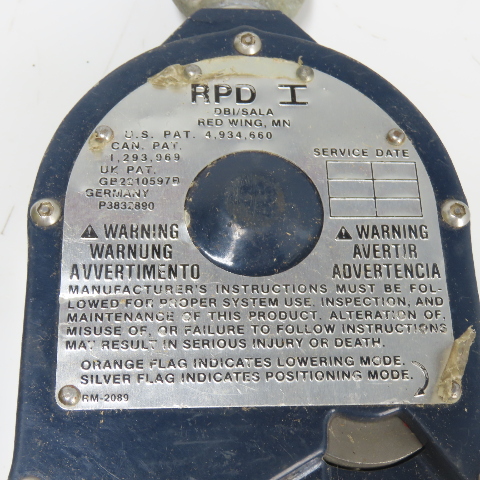 RPD I
DBI/SALA
RED WING, MN
U.S. PAT. 4,934,660
CAN. PAT.
1,293,969
UK PAT.
GB2210597B
GERMANY
P3832890
SERVICE DATE
⚠ WARNING
WARNUNG
AVVERTIMENTO
⚠ WARNING
AVERTIR
ADVERTENCIA
MANUFACTURER'S INSTRUCTIONS MUST BE FOL-
LOWED FOR PROPER SYSTEM USE, INSPECTION, AND
MAINTENANCE OF THIS PRODUCT. ALTERATION OF,
MISUSE OF, OR FAILURE TO FOLLOW INSTRUCTIONS
MAY RESULT IN SERIOUS INJURY OR DEATH.
ORANGE FLAG INDICATES LOWERING MODE.
SILVER FLAG INDICATES POSITIONING MODE.
RM-2089